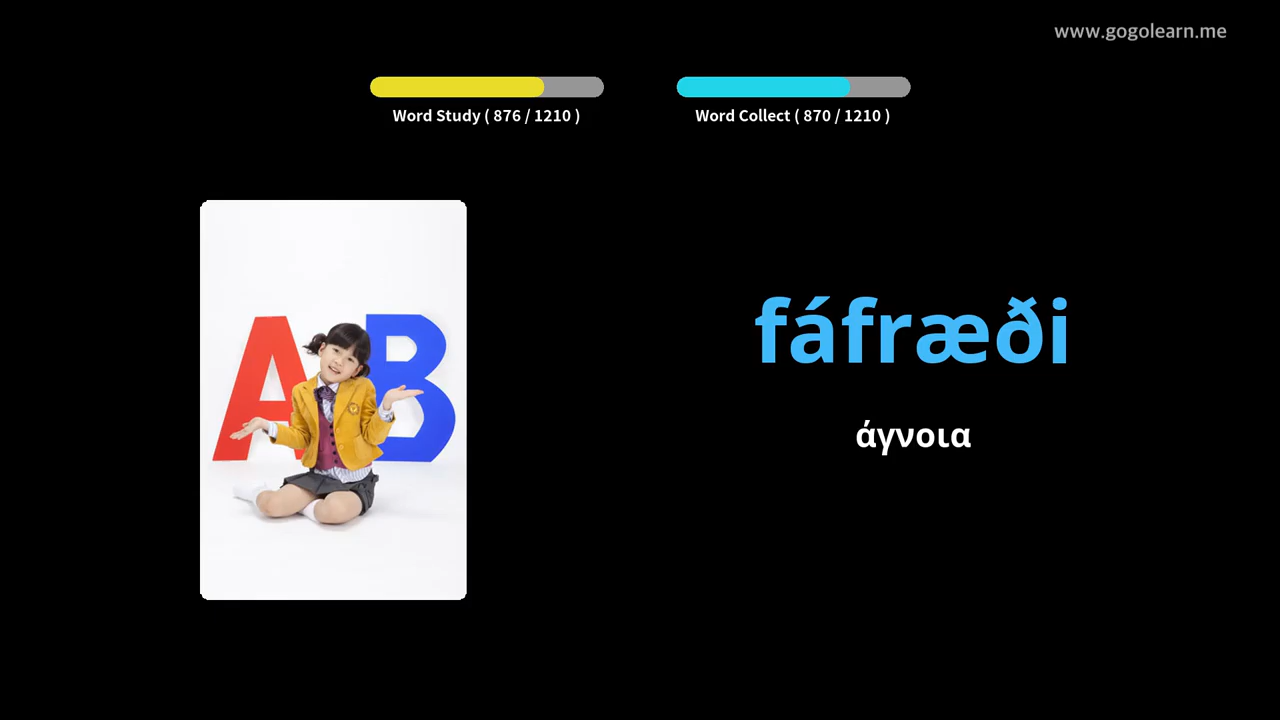 www.gogolearn.me
Word Study ( 876 / 1210 )
Word Collect ( 870 / 1210 )
A B
fáfræði
άγνοια